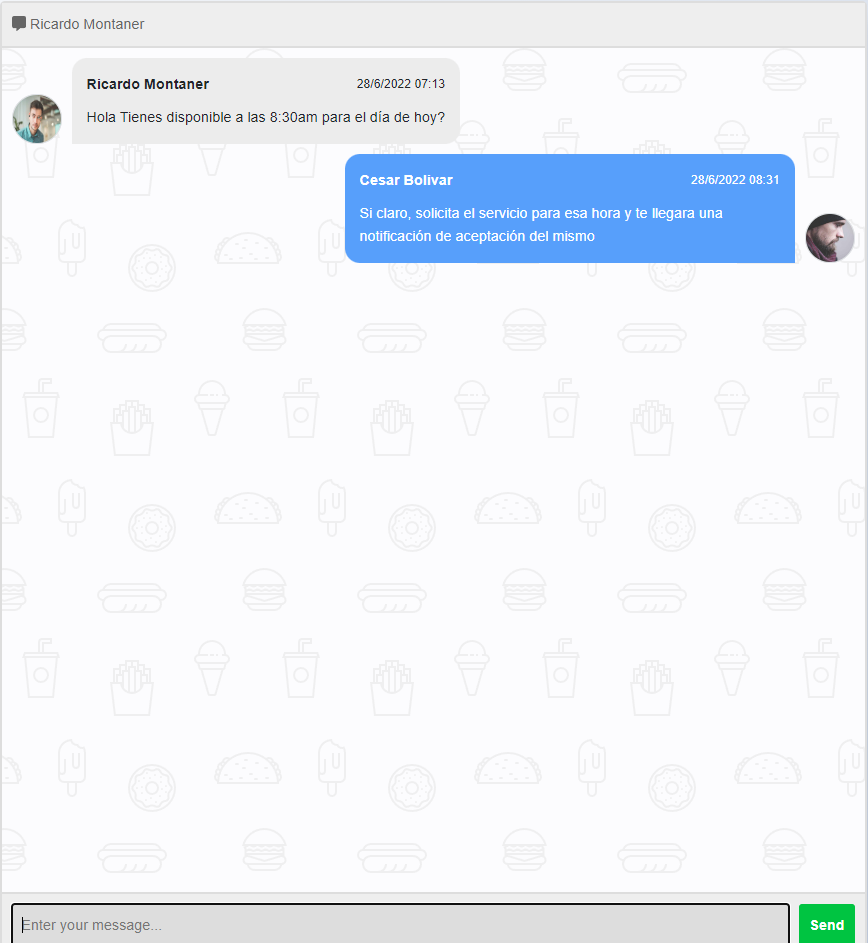 Ricardo Montaner
Ricardo Montaner 28/6/2022 07:13
Hola Tienes disponible a las 8:30am para el día de hoy?
Cesar Bolivar 28/6/2022 08:31
Si claro, solicita el servicio para esa hora y te llegara una
notificación de aceptación del mismo
Enter your message...
Send